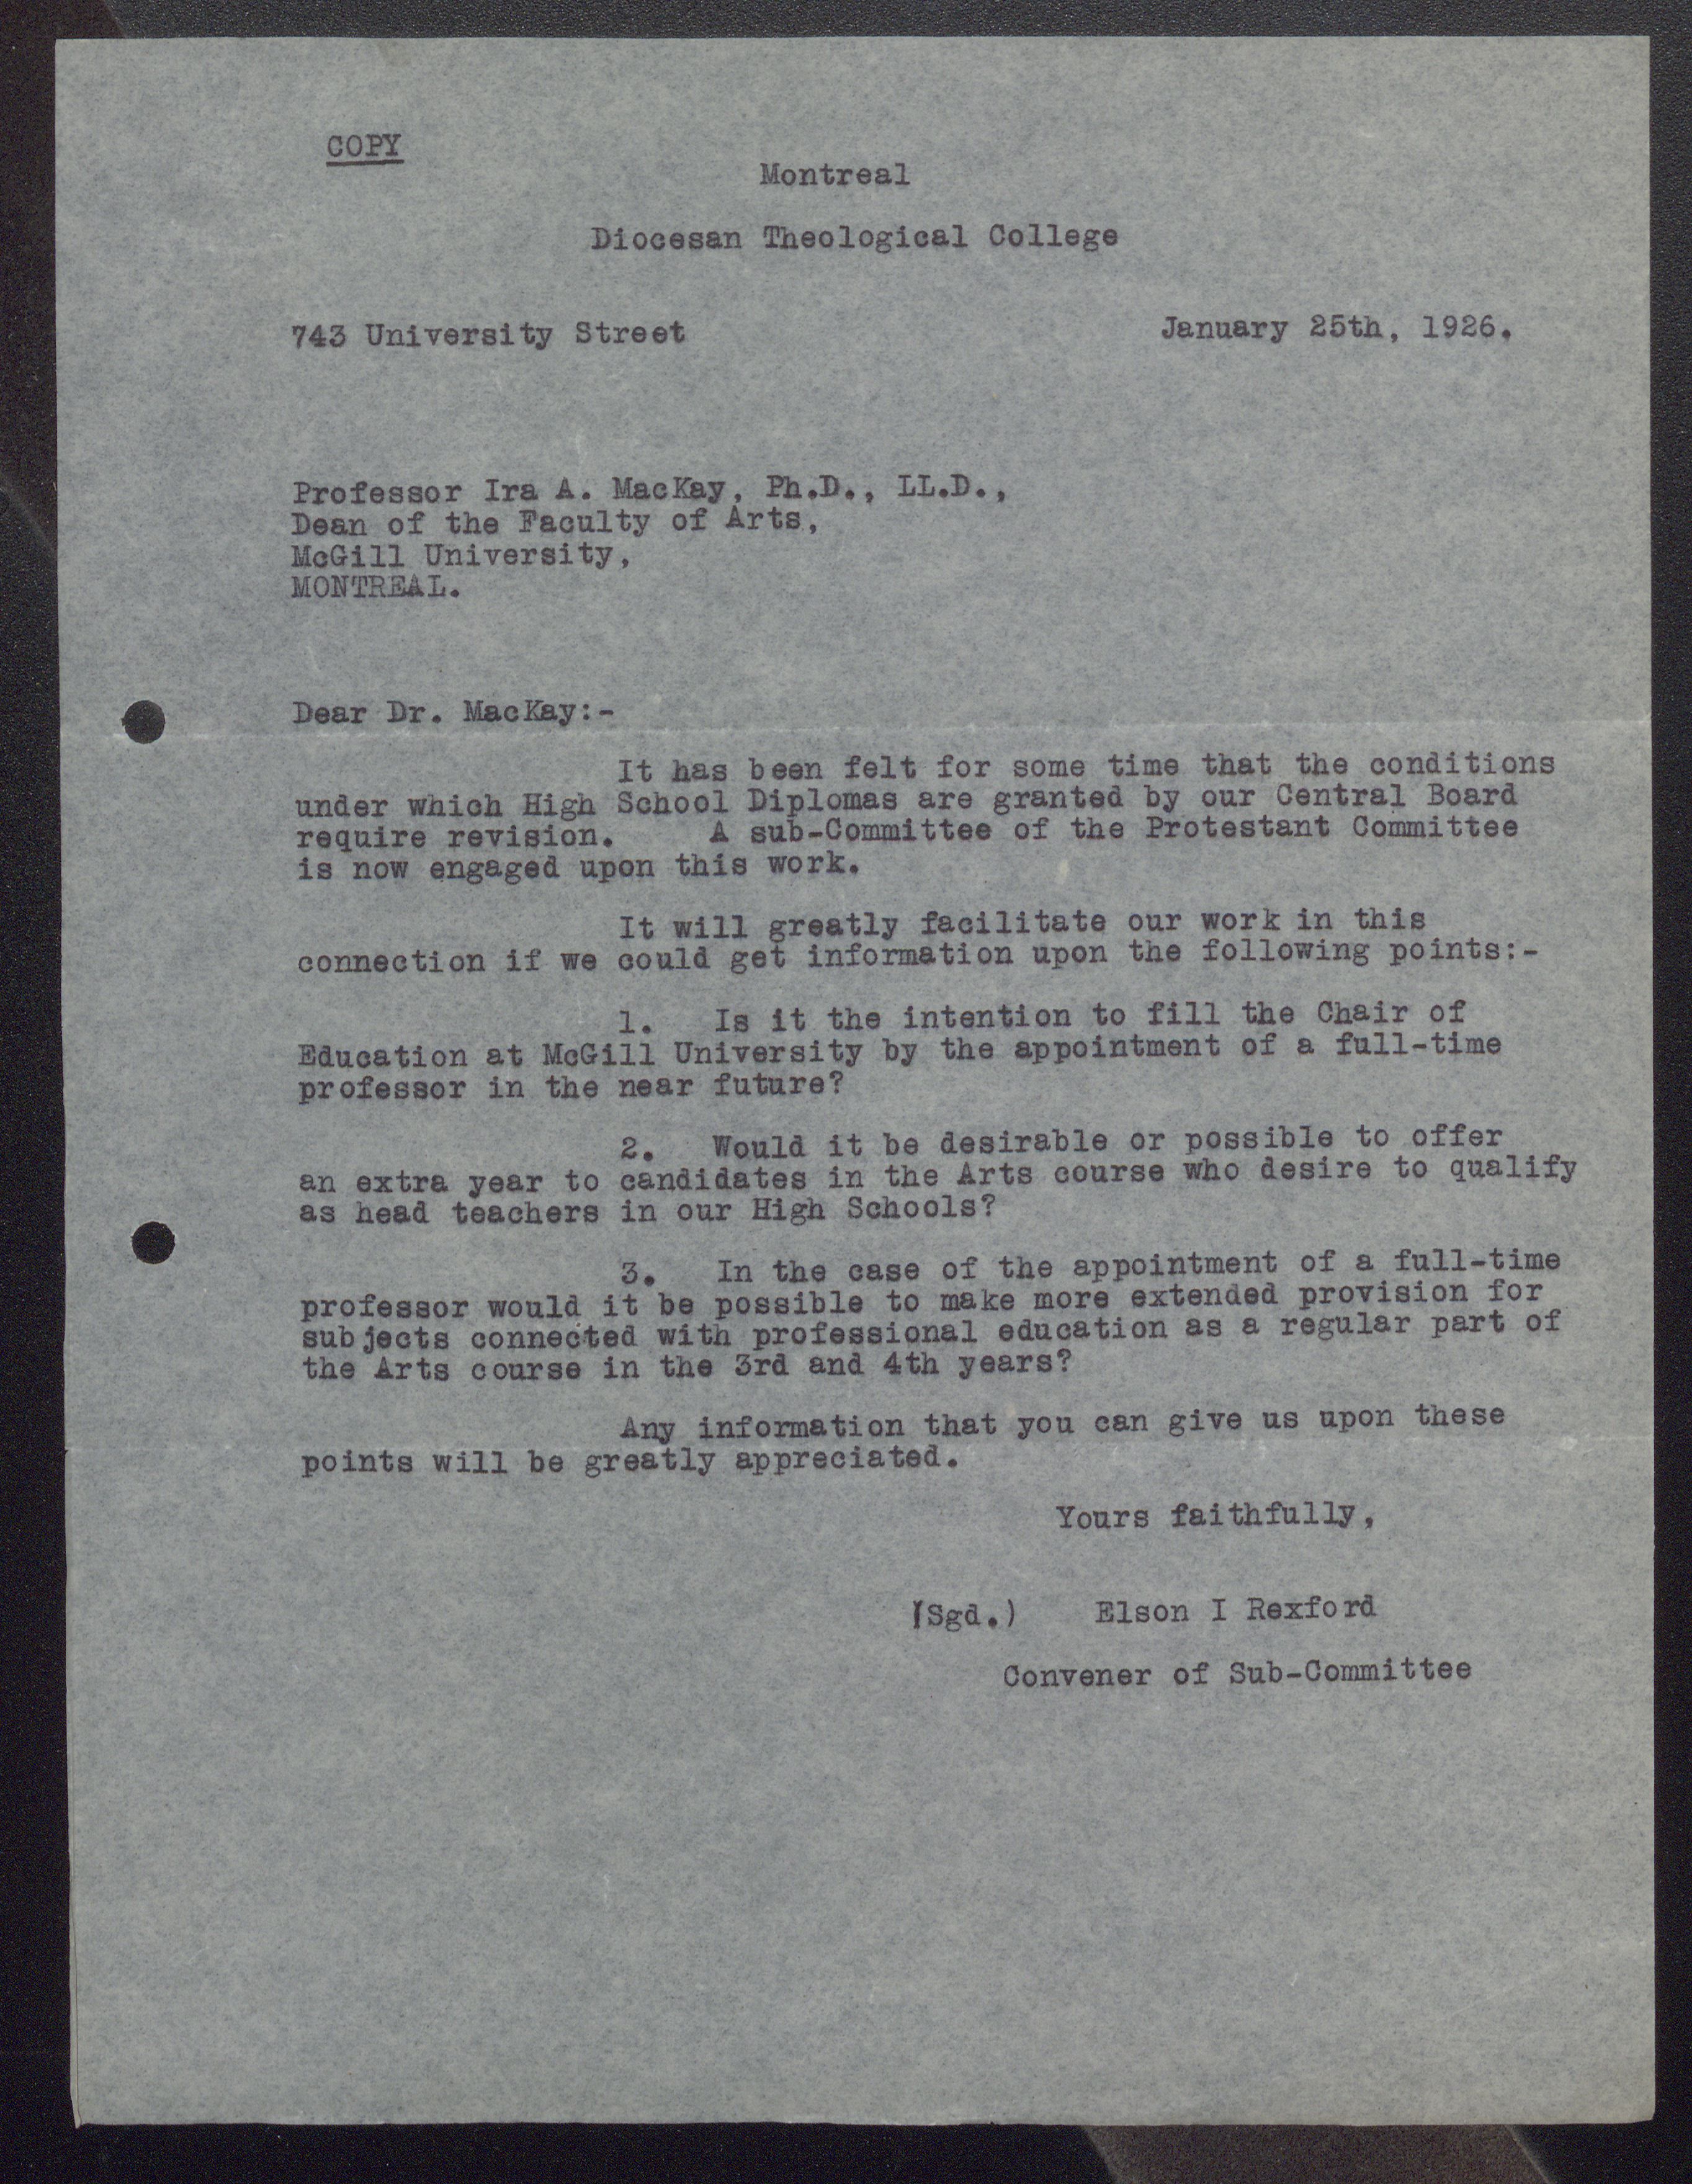 COPY
Montreal
Diocesan Theological College
743 University Street January 25th, 1926.
Professor Ira A. MacKay, Ph.D., LL.D.,
Dean of the Faculty of Arts,
McGill University,
MONTREAL.
Dear Dr. MacKay:-
It has been felt for some time that the conditions
under which High School Diplomas are granted by our Central Board
require revision. A sub-Committee of the Protestant Committee
is now engaged upon this work.
It will greatly facilitate our work in this
connection if we could get information upon the following points:-
1. Is it the intention to fill the Chair of
Education at McGill University by the appointment of a full-time
professor in the near future?
2. Would it be desirable or possible to offer
an extra year to candidates in the Arts course who desire to qualify
as head teachers in our High Schools?
3. In the case of the appointment of a full-time
professor would it be possible to make more extended provision for
subjects connected with professional education as a regular part of
the Arts course in the 3rd and 4th years?
Any information that you can give us upon these
points will be greatly appreciated.
Yours faithfully,
(Sgd.) Elson I Rexford
Convener of Sub-Committee